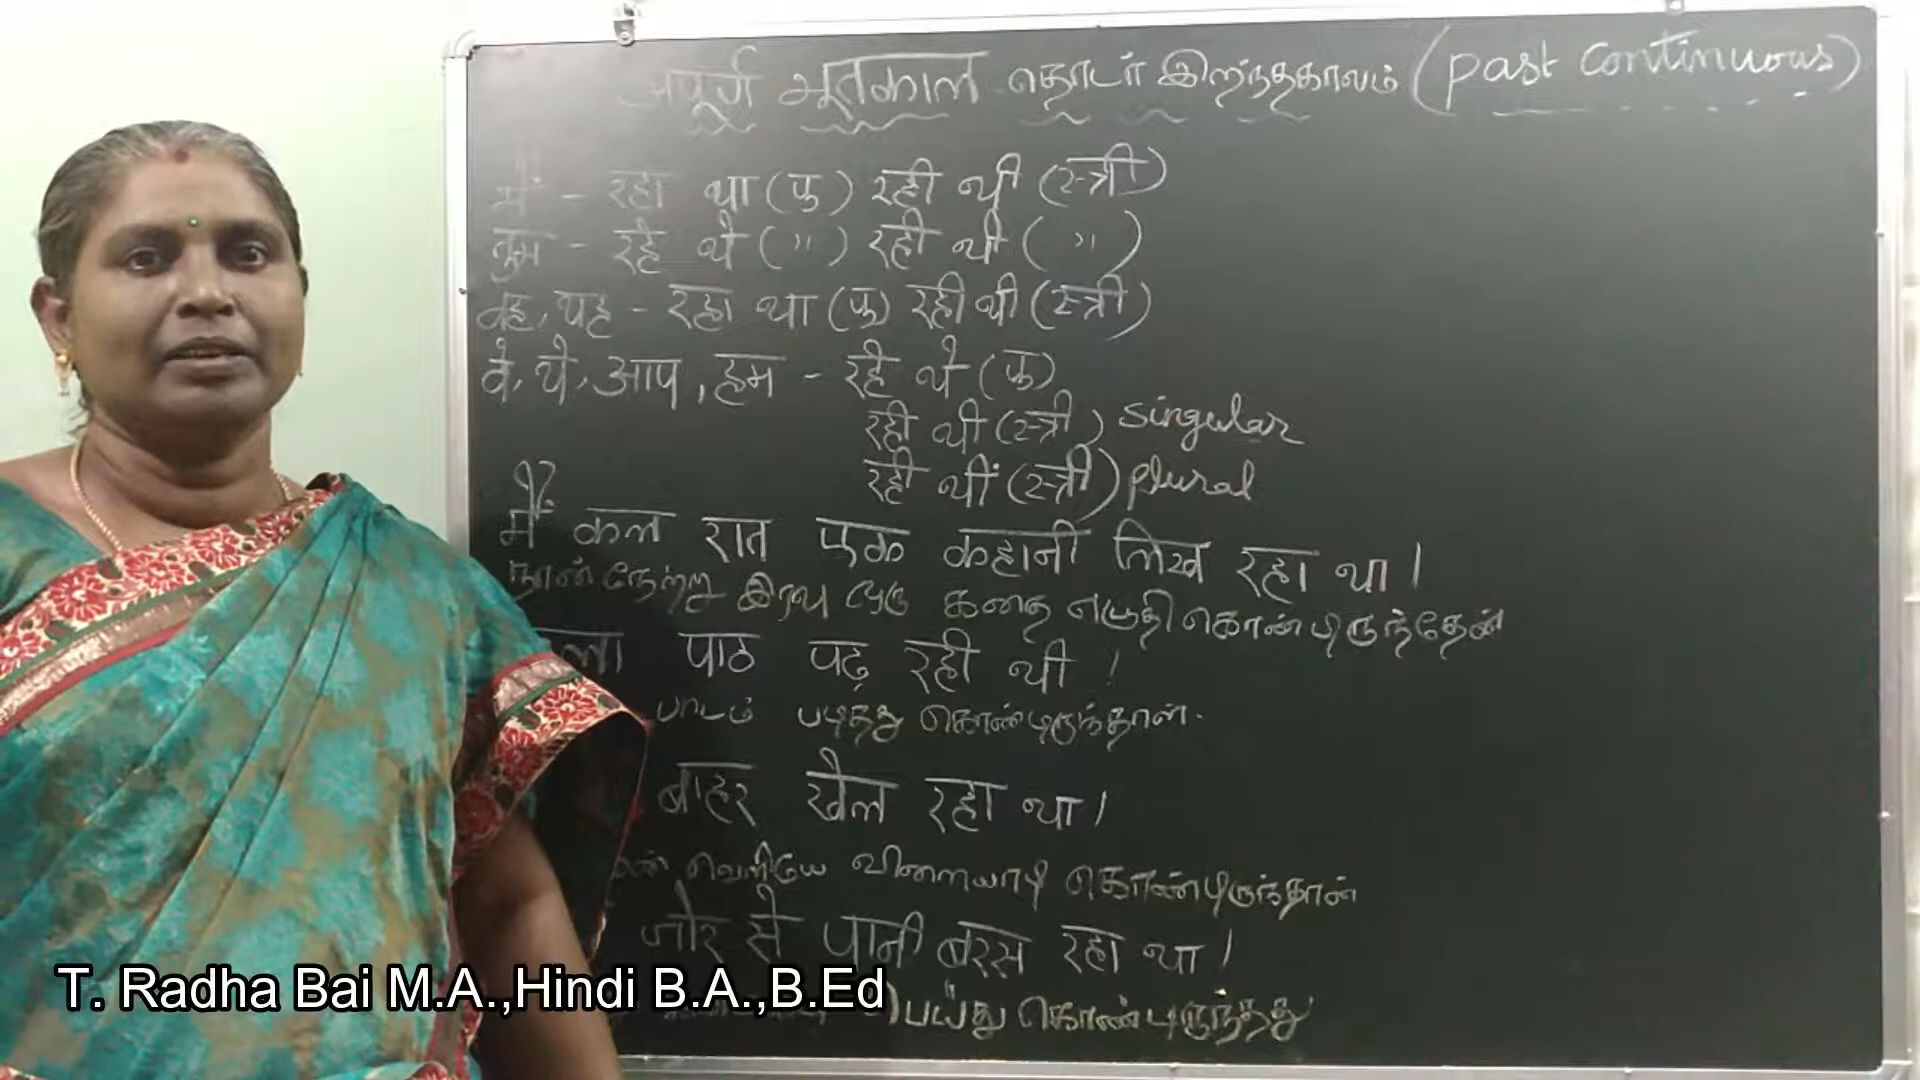 अपूर्ण भूतकाल தொடர் இறந்தகாலம் (past continuous)
मैं - रहा था (पु) रही थी (स्त्री)
तुम - रहे थे ( " ) रही थी ( " )
वह, यह - रहा था (पु) रही थी (स्त्री)
वे, ये, आप, हम - रहे थे (पु)
रही थी (स्त्री) singular
रही थीं (स्त्री) plural
मैं कल रात एक कहानी लिख रहा था।
நான் நேற்று இரவு ஒரு கதை எழுதி கொண்டிருந்தேன்
पाठ पढ़ रही थी।
பாடம் படித்து கொண்டிருந்தாள்.
बाहर खेल रहा था।
வெளியே விளையாடி கொண்டிருந்தான்
जोर से पानी बरस रहा था।
பெய்து கொண்டிருந்தது
T. Radha Bai M.A.,Hindi B.A.,B.Ed